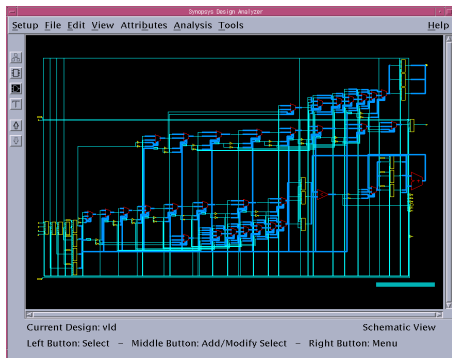 Synopsys Design Analyzer
Setup File Edit View Attributes Analysis Tools Help
Current Design: vld Schematic View
Left Button: Select - Middle Button: Add/Modify Select - Right Button: Menu